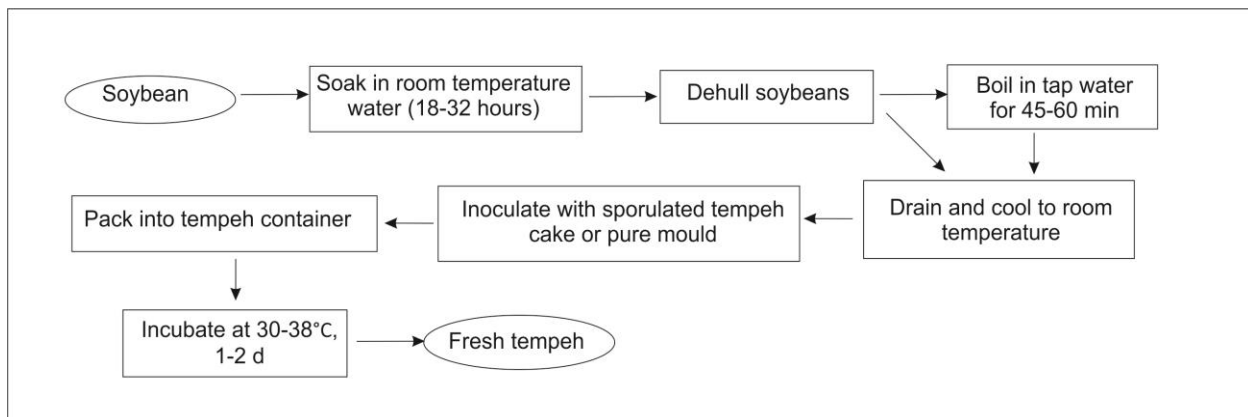 Soybean
Soak in room temperature
water (18-32 hours)
Dehull soybeans
Boil in tap water
for 45-60 min
Drain and cool to room
temperature
Inoculate with sporulated tempeh
cake or pure mould
Pack into tempeh container
Incubate at 30-38°C,
1-2 d
Fresh tempeh